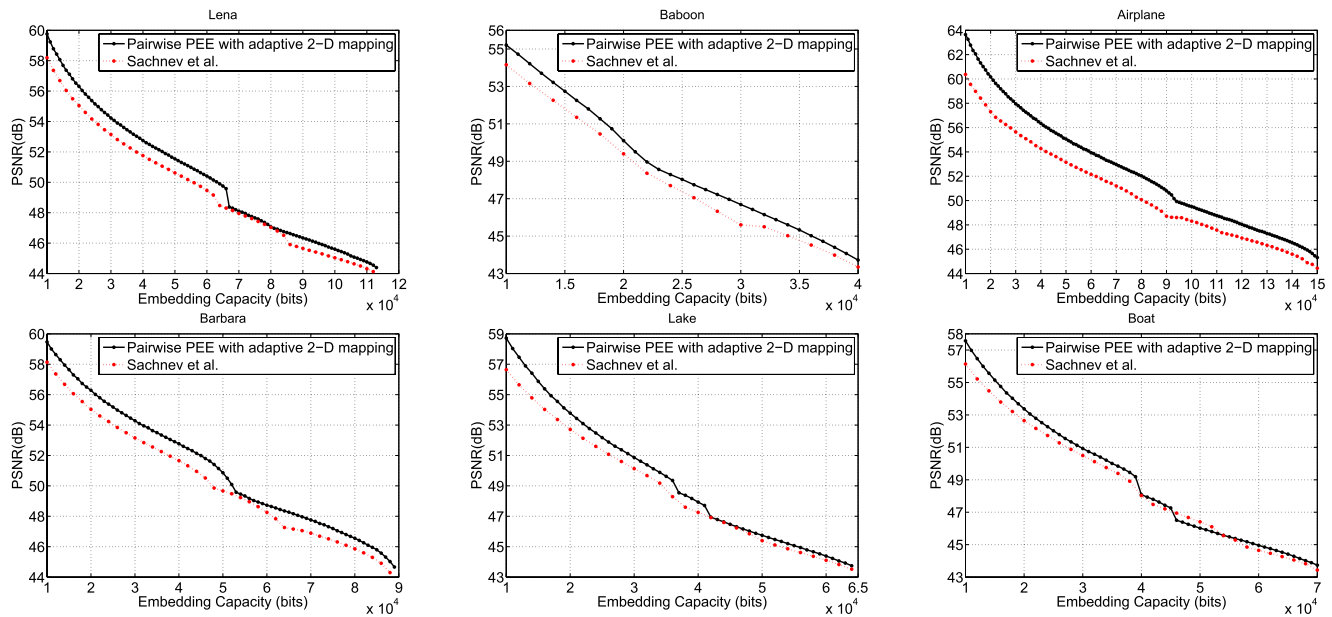 Lena
60
58
56
54
52
50
48
46
44
PSNR(dB)
Pairwise PEE with adaptive 2−D mapping
Sachnev et al.
1 2 3 4 5 6 7 8 9 10 11 12
Embedding Capacity (bits)
x 10^4
Baboon
56
55
53
51
49
47
45
43
PSNR(dB)
Pairwise PEE with adaptive 2−D mapping
Sachnev et al.
1 1.5 2 2.5 3 3.5 4
Embedding Capacity (bits)
x 10^4
Airplane
64
62
60
58
56
54
52
50
48
46
44
PSNR(dB)
Pairwise PEE with adaptive 2−D mapping
Sachnev et al.
1 2 3 4 5 6 7 8 9 10 11 12 13 14 15
Embedding Capacity (bits)
x 10^4
Barbara
60
58
56
54
52
50
48
46
44
PSNR(dB)
Pairwise PEE with adaptive 2−D mapping
Sachnev et al.
1 2 3 4 5 6 7 8 9
Embedding Capacity (bits)
x 10^4
Lake
59
57
55
53
51
49
47
45
43
PSNR(dB)
Pairwise PEE with adaptive 2−D mapping
Sachnev et al.
1 2 3 4 5 6.5
Embedding Capacity (bits)
x 10^4
Boat
58
57
55
53
51
49
47
45
43
PSNR(dB)
Pairwise PEE with adaptive 2−D mapping
Sachnev et al.
1 2 3 4 5 6 7
Embedding Capacity (bits)
x 10^4